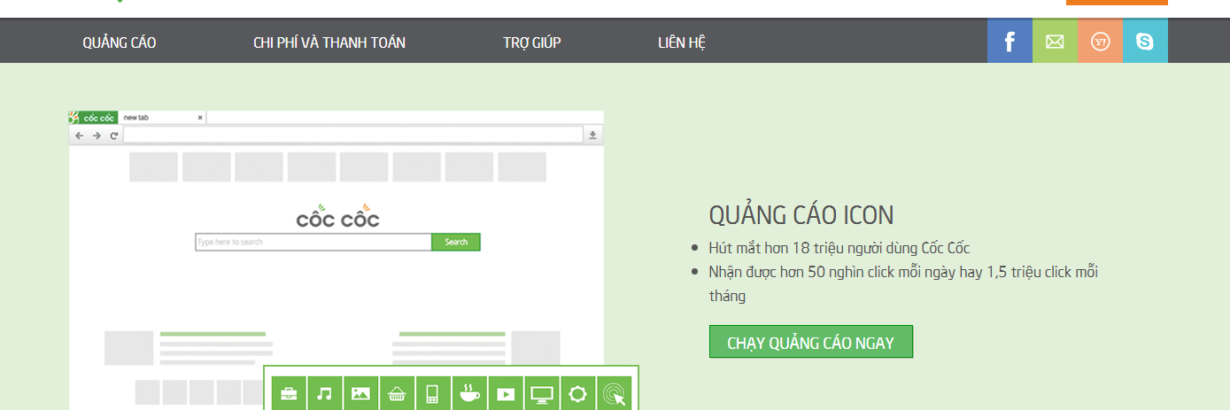 QUẢNG CÁO
CHI PHÍ VÀ THANH TOÁN
TRỢ GIÚP
LIÊN HỆ
f
Y!
S
cốc cốc
new tab
x
cốc cốc
Type here to search
Search
QUẢNG CÁO ICON
Hút mắt hơn 18 triệu người dùng Cốc Cốc
Nhận được hơn 50 nghìn click mỗi ngày hay 1,5 triệu click mỗi
tháng
CHẠY QUẢNG CÁO NGAY